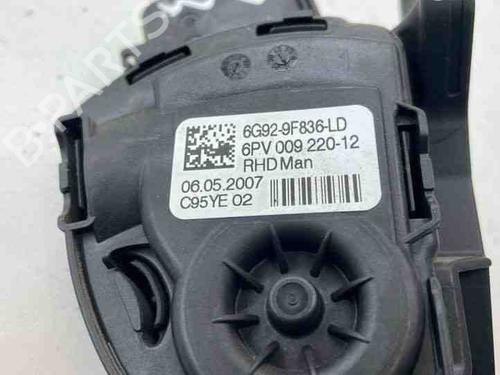 6G92-9F836-LD
6PV 009 220-12
RHD Man
06.05.2007
C95YE 02